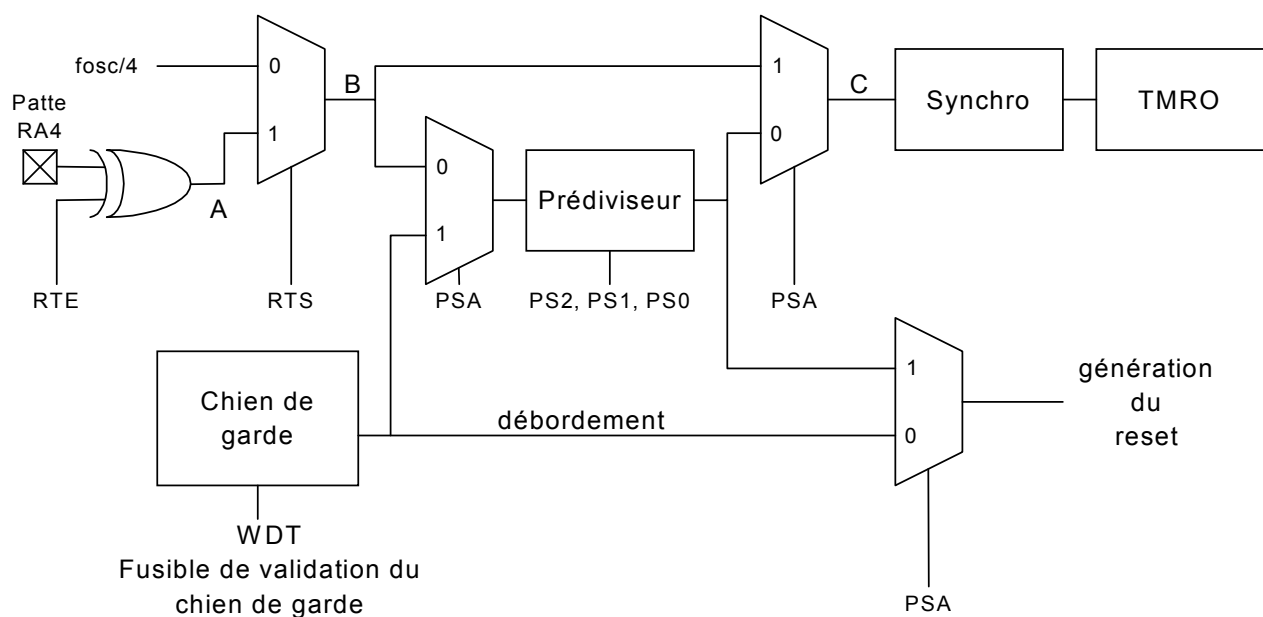 fosc/4
0
1
B
1
0
C
Synchro
TMRO
Patte
RA4
A
0
1
Prédiviseur
RTE
RTS
PSA
PS2, PS1, PS0
PSA
Chien de
garde
débordement
1
0
génération
du
reset
WDT
Fusible de validation du
chien de garde
PSA